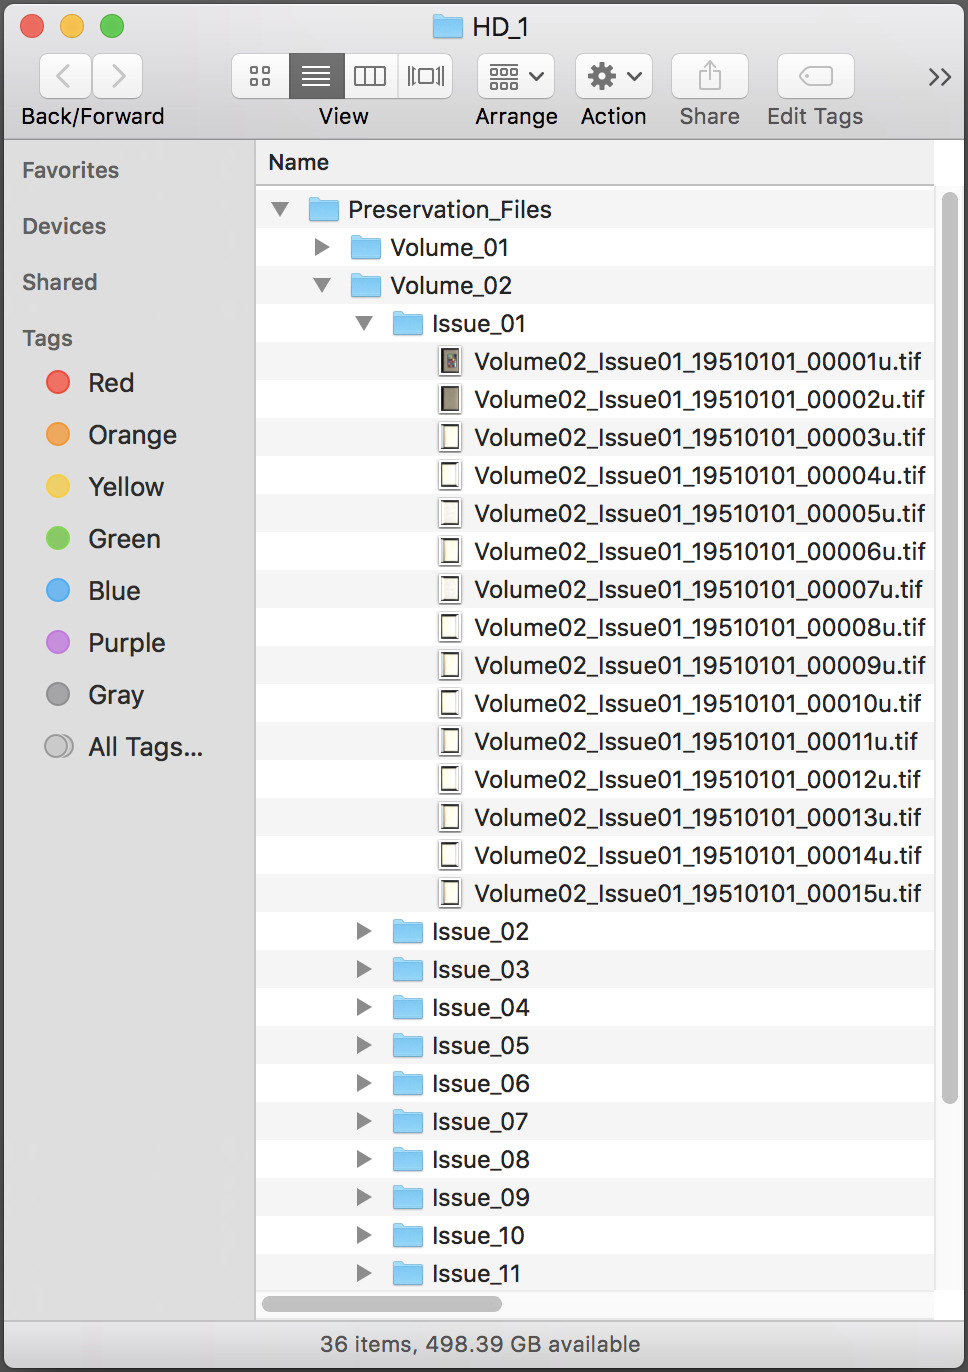 HD_1
Back/Forward View Arrange Action Share Edit Tags
Favorites
Devices
Shared
Tags
Red
Orange
Yellow
Green
Blue
Purple
Gray
All Tags...
Name
Preservation_Files
Volume_01
Volume_02
Issue_01
Volume02_Issue01_19510101_00001u.tif
Volume02_Issue01_19510101_00002u.tif
Volume02_Issue01_19510101_00003u.tif
Volume02_Issue01_19510101_00004u.tif
Volume02_Issue01_19510101_00005u.tif
Volume02_Issue01_19510101_00006u.tif
Volume02_Issue01_19510101_00007u.tif
Volume02_Issue01_19510101_00008u.tif
Volume02_Issue01_19510101_00009u.tif
Volume02_Issue01_19510101_00010u.tif
Volume02_Issue01_19510101_00011u.tif
Volume02_Issue01_19510101_00012u.tif
Volume02_Issue01_19510101_00013u.tif
Volume02_Issue01_19510101_00014u.tif
Volume02_Issue01_19510101_00015u.tif
Issue_02
Issue_03
Issue_04
Issue_05
Issue_06
Issue_07
Issue_08
Issue_09
Issue_10
Issue_11
36 items, 498.39 GB available